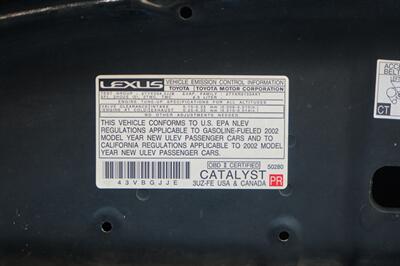 LEXUS VEHICLE EMISSION CONTROL INFORMATION
TOYOTA TOYOTA MOTOR CORPORATION
ENGINE TUNE-UP SPECIFICATIONS FOR ALL ALTITUDES
NO OTHER ADJUSTMENTS NEEDED
THIS VEHICLE CONFORMS TO U.S. EPA NLEV
REGULATIONS APPLICABLE TO GASOLINE-FUELED 2002
MODEL YEAR NEW ULEV PASSENGER CARS AND TO
CALIFORNIA REGULATIONS APPLICABLE TO 2002 MODEL
YEAR NEW ULEV PASSENGER CARS.
OBD II CERTIFIED 50280
CATALYST
43VBGJJE 3UZ-FE USA & CANADA PR
CT